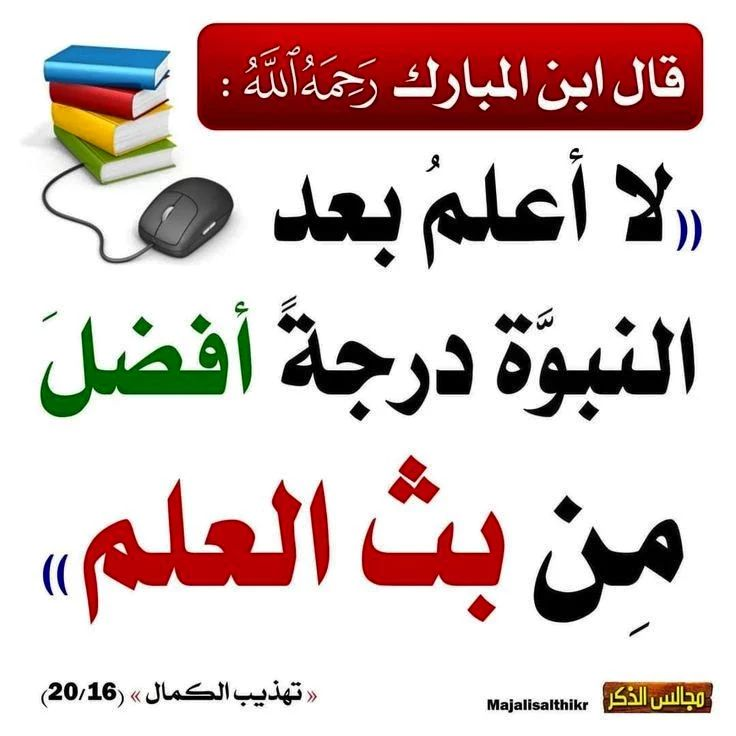 قال ابن المبارك رَحِمَهُ ٱللَّهُ :
(( لا أعلمُ بعد
النبوَّة درجةً أفضلَ
مِن بث العلم ))
« تهذيب الكمال » (20/16)
Majalisalthikr مجالس الذكر